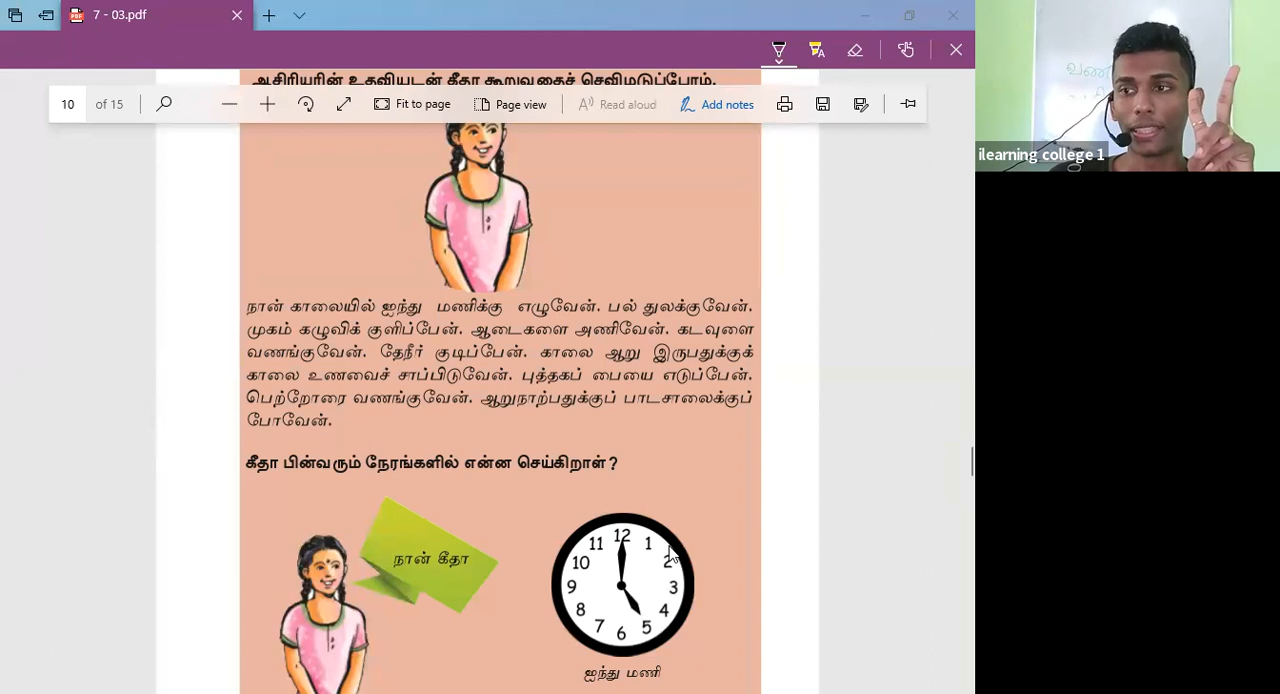 7 - 03.pdf
ஆசிரியரின் உதவியுடன் கீதா கூறுவதைச் செவிமடுப்போம்.
10 of 15 Fit to page Page view Read aloud Add notes
ilearning college 1
நான் காலையில் ஐந்து மணிக்கு எழுவேன். பல் துலக்குவேன்.
முகம் கழுவிக் குளிப்பேன். ஆடைகளை அணிவேன். கடவுளை
வணங்குவேன். தேநீர் குடிப்பேன். காலை ஆறு இருபதுக்குக்
காலை உணவைச் சாப்பிடுவேன். புத்தகப் பையை எடுப்பேன்.
பெற்றோரை வணங்குவேன். ஆறுநாற்பதுக்குப் பாடசாலைக்குப்
போவேன்.
கீதா பின்வரும் நேரங்களில் என்ன செய்கிறாள்?
நான் கீதா
12
11 1
10 2
9 3
8 4
7 5
6
ஐந்து மணி